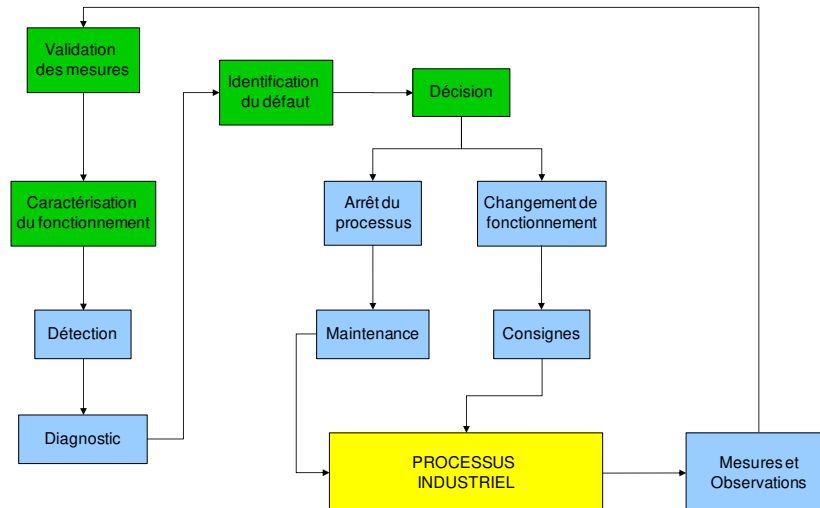 Validation
des mesures
Identification
du défaut
Décision
Caractérisation
du fonctionnement
Arrêt du
processus
Changement de
fonctionnement
Détection
Maintenance
Consignes
Diagnostic
PROCESSUS
INDUSTRIEL
Mesures et
Observations